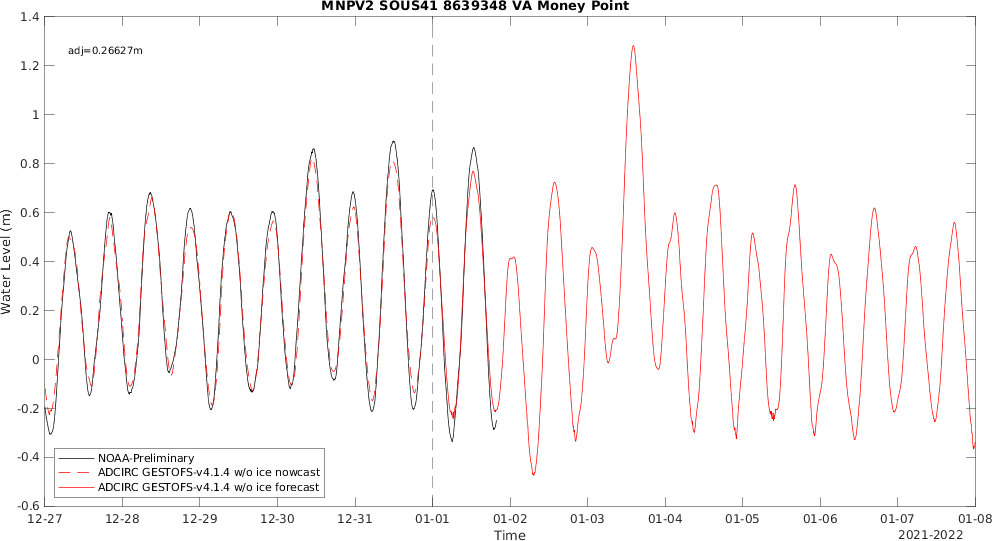 MNPV2 SOUS41 8639348 VA Money Point
1.4
1.2
1
0.8
0.6
0.4
0.2
0
-0.2
-0.4
-0.6
Water Level (m)
adj=0.26627m
NOAA-Preliminary
ADCIRC GESTOFS-v4.1.4 w/o ice nowcast
ADCIRC GESTOFS-v4.1.4 w/o ice forecast
12-27 12-28 12-29 12-30 12-31 01-01 01-02 01-03 01-04 01-05 01-06 01-07 01-08
Time
2021-2022